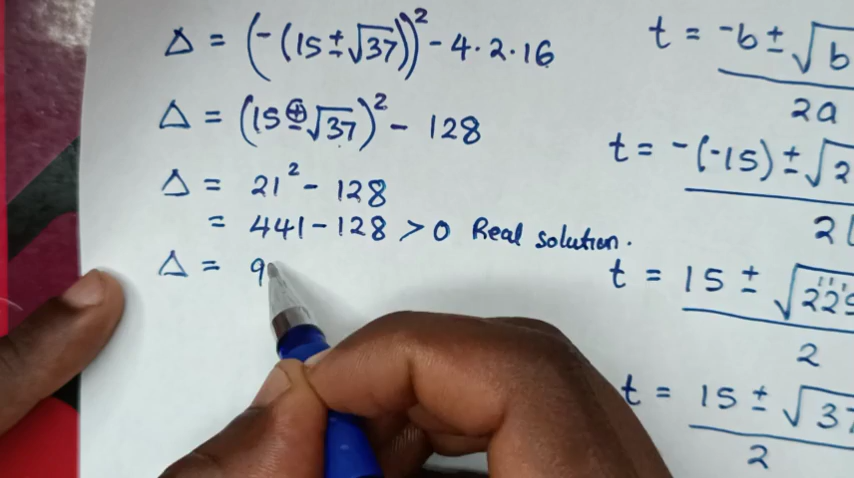 Δ = (-(15±√37))² - 4·2·16
Δ = (15±√37)² - 128
Δ = 21² - 128
= 441 - 128 > 0 Real solution.
Δ = 9
t = -b ± √b
2a
t = -(-15) ± √2
2
t = 15 ± √225
2
t = 15 ± √37
2